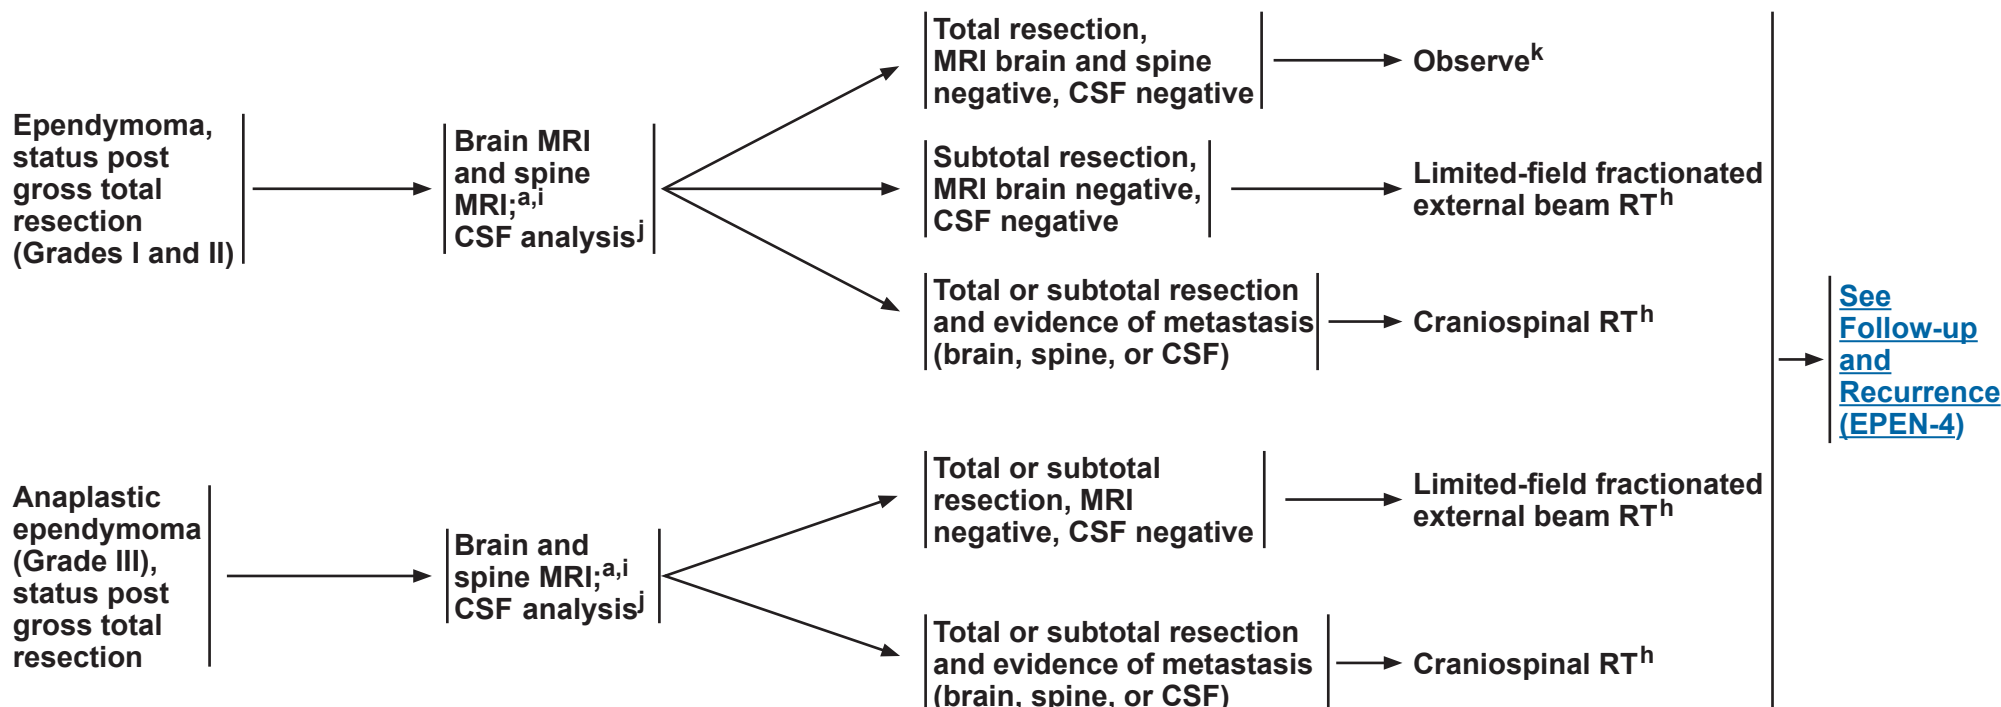 Ependymoma,
status post
gross total
resection
(Grades I and II)
Brain MRI
and spine
MRI;a,i
CSF analysisj
Total resection,
MRI brain and spine
negative, CSF negative
Observek
Subtotal resection,
MRI brain negative,
CSF negative
Limited-field fractionated
external beam RTh
Total or subtotal resection
and evidence of metastasis
(brain, spine, or CSF)
Craniospinal RTh
Anaplastic
ependymoma
(Grade III),
status post
gross total
resection
Brain and
spine MRI;a,i
CSF analysisj
Total or subtotal
resection, MRI
negative, CSF negative
Limited-field fractionated
external beam RTh
Total or subtotal resection
and evidence of metastasis
(brain, spine, or CSF)
Craniospinal RTh
See
Follow-up
and
Recurrence
(EPEN-4)